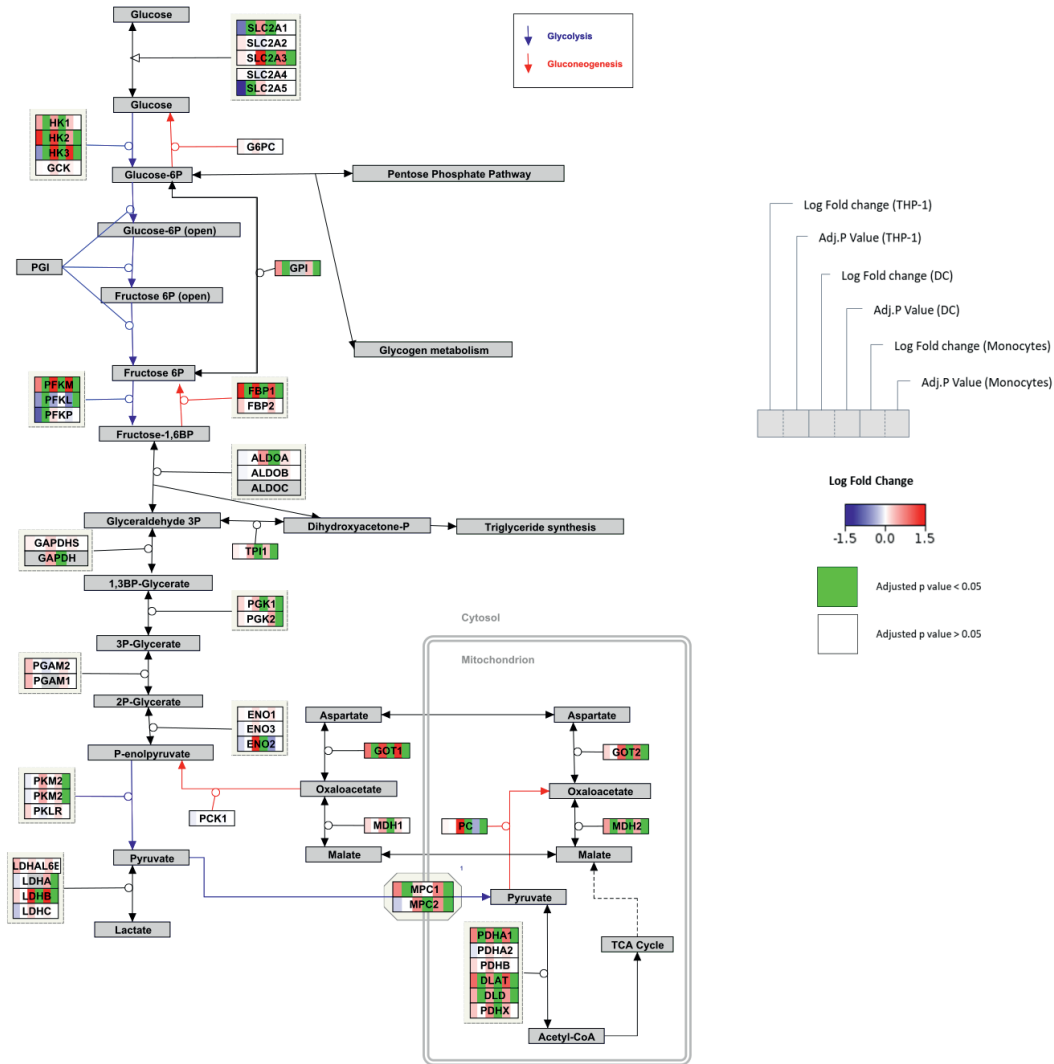 Glucose
SLC2A1
SLC2A2
SLC2A3
SLC2A4
SLC2A5
Glycolysis
Gluconeogenesis
Glucose
HK1
HK2
HK3
GCK
G6PC
Glucose-6P
Pentose Phosphate Pathway
Glucose-6P (open)
PGI
GPI
Fructose 6P (open)
Glycogen metabolism
Fructose 6P
PFKM
PFKL
PFKP
FBP1
FBP2
Fructose-1,6BP
ALDOA
ALDOB
ALDOC
Glyceraldehyde 3P
Dihydroxyacetone-P
Triglyceride synthesis
GAPDHS
GAPDH
TPI1
1,3BP-Glycerate
PGK1
PGK2
3P-Glycerate
PGAM2
PGAM1
2P-Glycerate
ENO1
ENO3
ENO2
P-enolpyruvate
PKM2
PKM2
PKLR
PCK1
Pyruvate
LDHAL6E
LDHA
LDHB
LDHC
Lactate
Cytosol
Mitochondrion
Aspartate
Aspartate
GOT1
GOT2
Oxaloacetate
Oxaloacetate
MDH1
PC
MDH2
Malate
Malate
1
MPC1
MPC2
Pyruvate
PDHA1
PDHA2
PDHB
DLAT
DLD
PDHX
TCA Cycle
Acetyl-CoA
Log Fold change (THP-1)
Adj.P Value (THP-1)
Log Fold change (DC)
Adj.P Value (DC)
Log Fold change (Monocytes)
Adj.P Value (Monocytes)
Log Fold Change
-1.5 0.0 1.5
Adjusted p value < 0.05
Adjusted p value > 0.05